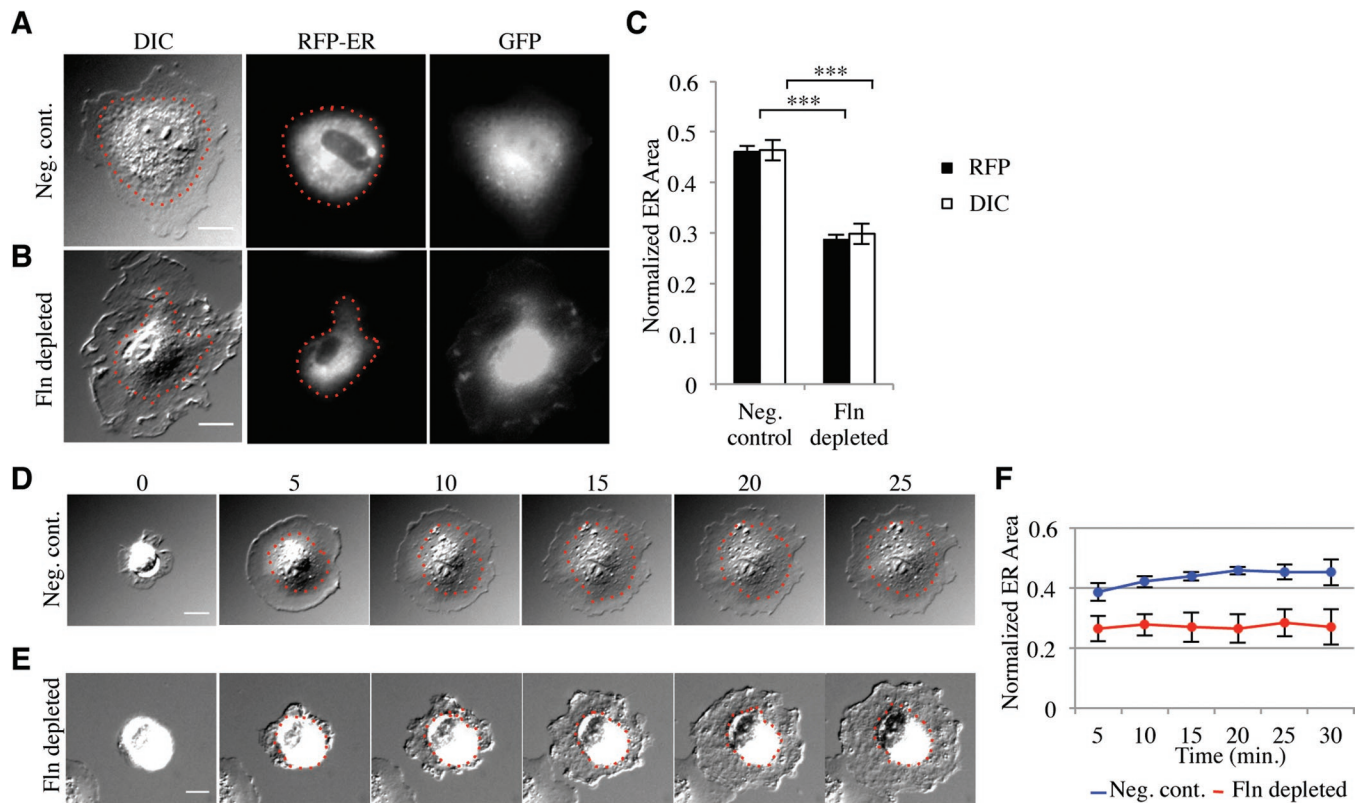 A
DIC RFP-ER GFP
Neg. cont.
B
Fln depleted
C
***
***
Normalized ER Area
0.6
0.5
0.4
0.3
0.2
0.1
0
Neg. control
Fln depleted
RFP
DIC
D
0 5 10 15 20 25
Neg. cont.
E
Fln depleted
F
Normalized ER Area
0.6
0.4
0.2
0
5 10 15 20 25 30
Time (min.)
Neg. cont. Fln depleted